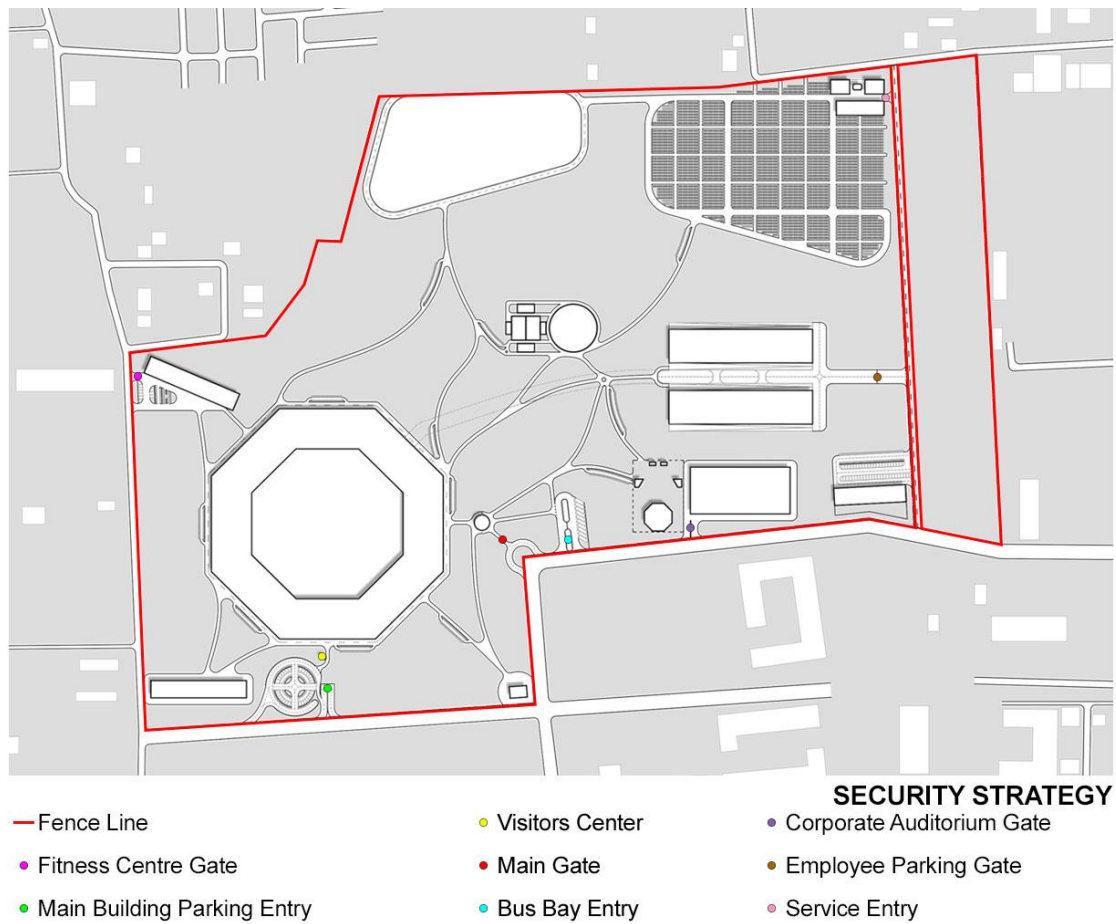 SECURITY STRATEGY
Fence Line
Visitors Center
Corporate Auditorium Gate
Fitness Centre Gate
Main Gate
Employee Parking Gate
Main Building Parking Entry
Bus Bay Entry
Service Entry